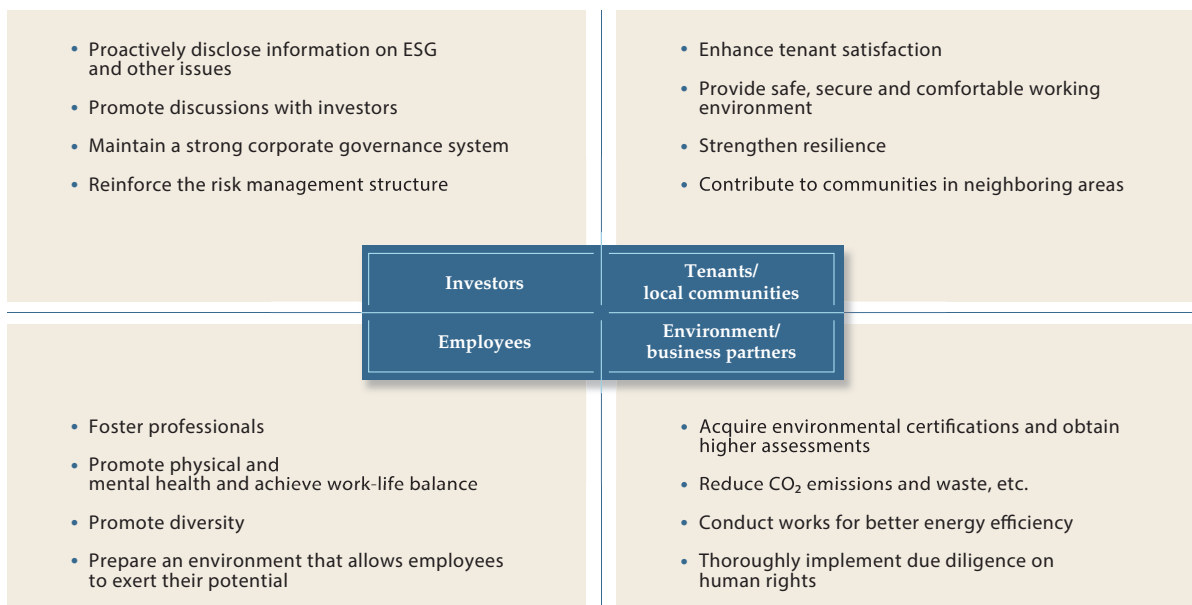 • Proactively disclose information on ESG
and other issues
• Promote discussions with investors
• Maintain a strong corporate governance system
• Reinforce the risk management structure
• Enhance tenant satisfaction
• Provide safe, secure and comfortable working
environment
• Strengthen resilience
• Contribute to communities in neighboring areas
Investors
Tenants/
local communities
Employees
Environment/
business partners
• Foster professionals
• Promote physical and
mental health and achieve work-life balance
• Promote diversity
• Prepare an environment that allows employees
to exert their potential
• Acquire environmental certifications and obtain
higher assessments
• Reduce CO₂ emissions and waste, etc.
• Conduct works for better energy efficiency
• Thoroughly implement due diligence on
human rights